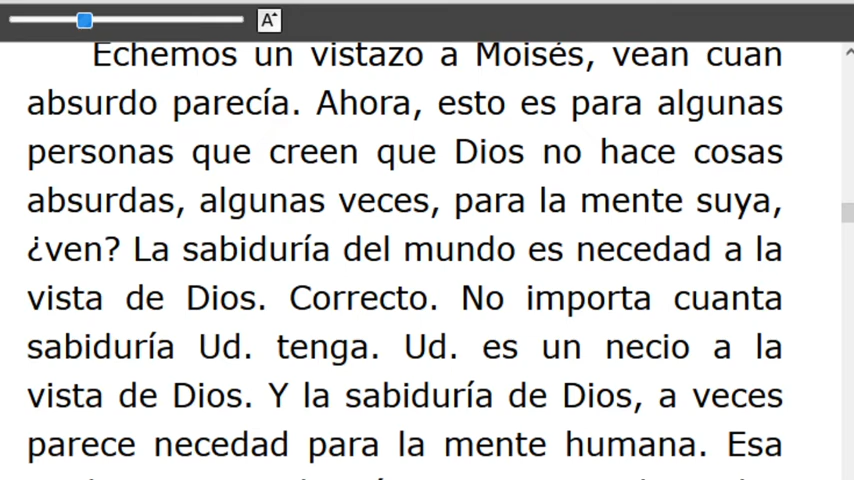 A
Echemos un vistazo a Moisés, vean cuan
absurdo parecía. Ahora, esto es para algunas
personas que creen que Dios no hace cosas
absurdas, algunas veces, para la mente suya,
¿ven? La sabiduría del mundo es necedad a la
vista de Dios. Correcto. No importa cuanta
sabiduría Ud. tenga. Ud. es un necio a la
vista de Dios. Y la sabiduría de Dios, a veces
parece necedad para la mente humana. Esa